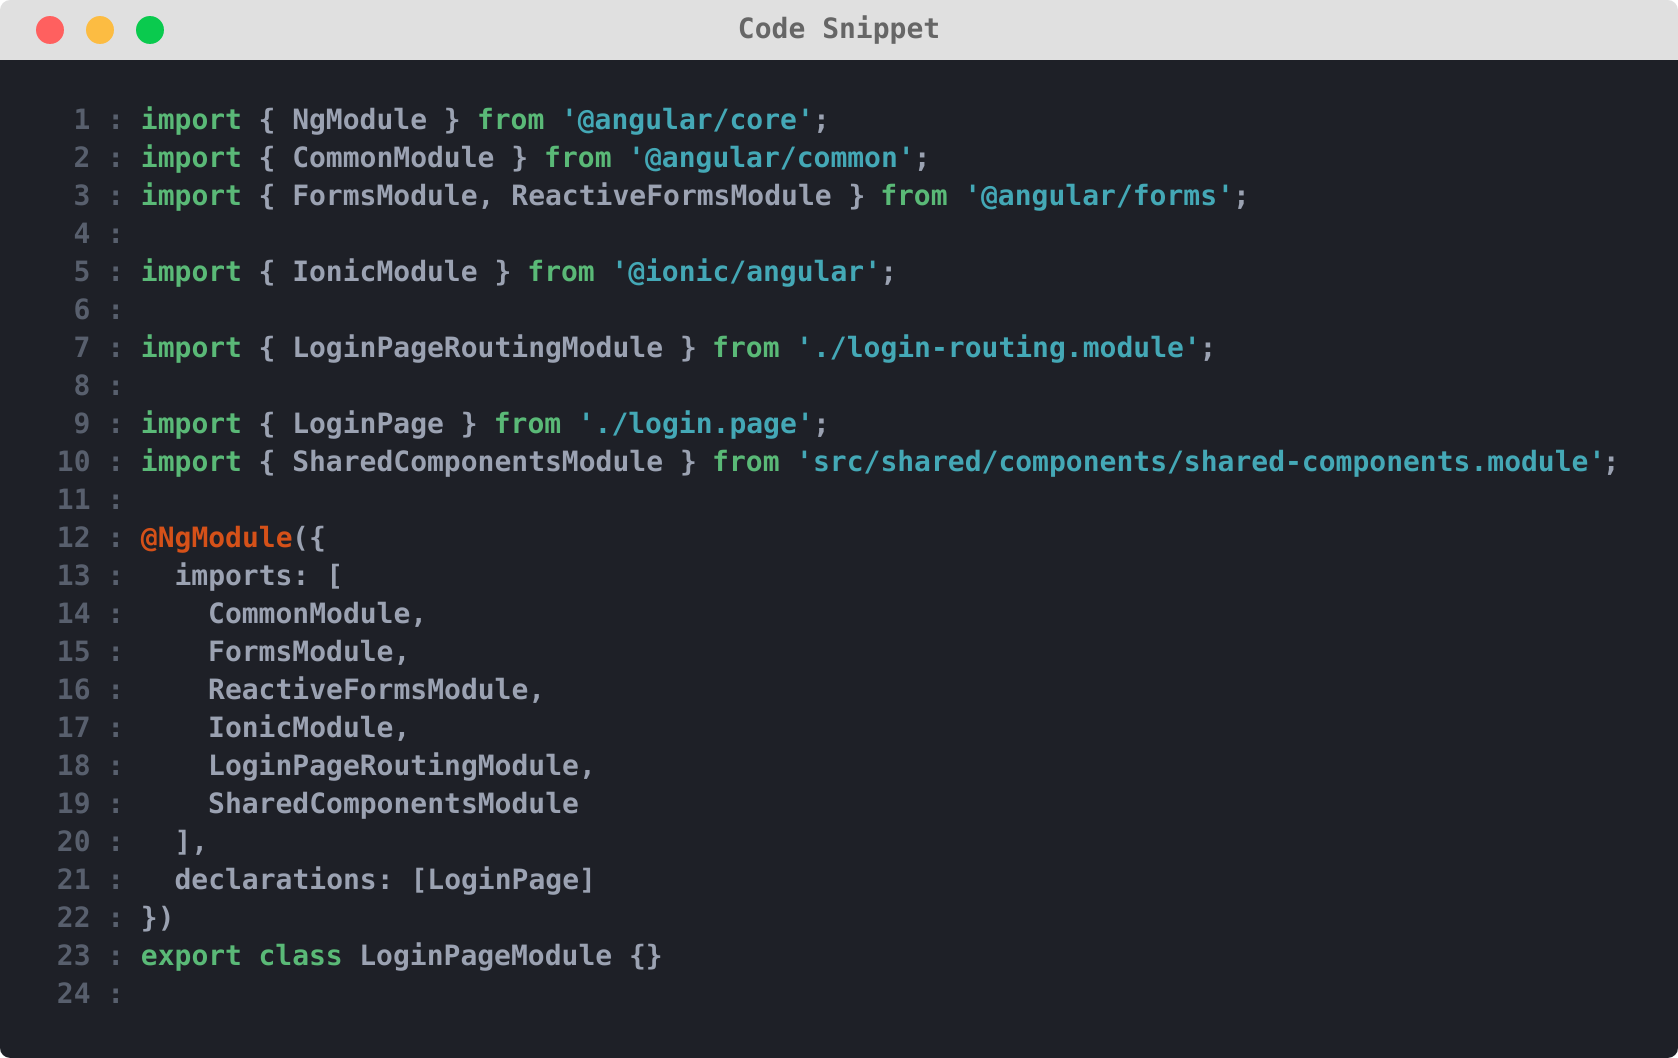 Code Snippet
1 : import { NgModule } from '@angular/core';
2 : import { CommonModule } from '@angular/common';
3 : import { FormsModule, ReactiveFormsModule } from '@angular/forms';
4 :
5 : import { IonicModule } from '@ionic/angular';
6 :
7 : import { LoginPageRoutingModule } from './login-routing.module';
8 :
9 : import { LoginPage } from './login.page';
10 : import { SharedComponentsModule } from 'src/shared/components/shared-components.module';
11 :
12 : @NgModule({
13 :   imports: [
14 :     CommonModule,
15 :     FormsModule,
16 :     ReactiveFormsModule,
17 :     IonicModule,
18 :     LoginPageRoutingModule,
19 :     SharedComponentsModule
20 :   ],
21 :   declarations: [LoginPage]
22 : })
23 : export class LoginPageModule {}
24 :